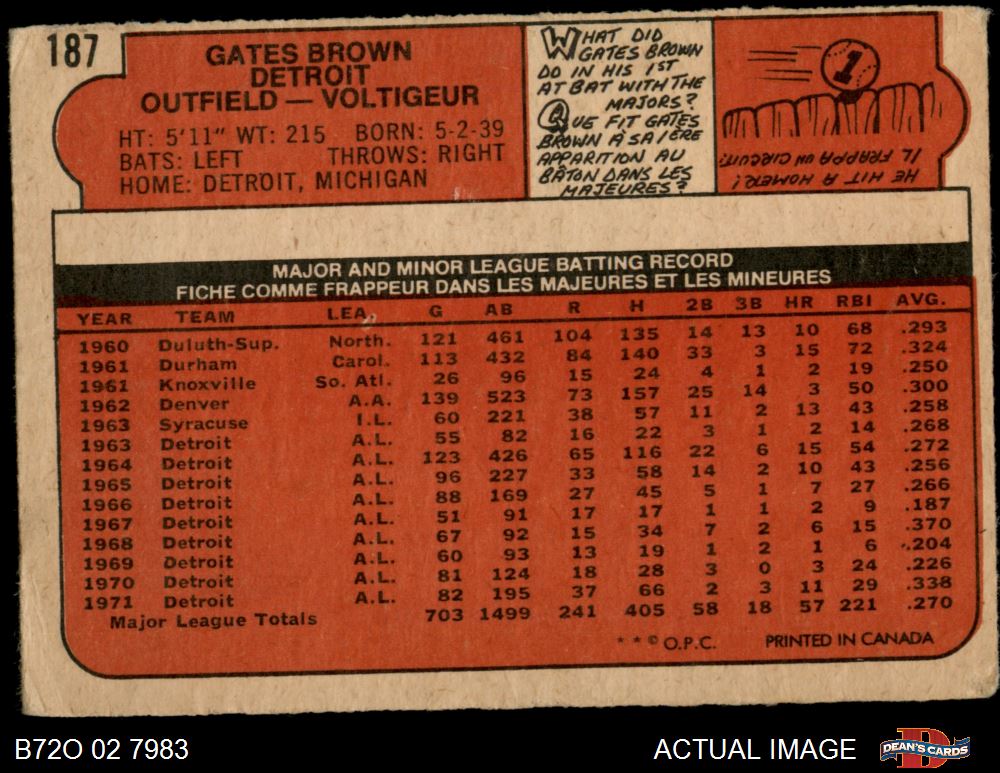 187
GATES BROWN
DETROIT
OUTFIELD — VOLTIGEUR
HT: 5'11" WT: 215 BORN: 5-2-39
BATS: LEFT THROWS: RIGHT
HOME: DETROIT, MICHIGAN
WHAT DID
GATES BROWN
DO IN HIS 1ST
AT BAT WITH THE
MAJORS?
QUE FIT GATES
BROWN À SA 1ÈRE
APPARITION AU
BÂTON DANS LES
MAJEURES?
1
HE HIT A HOMER!
IL FRAPPA UN CIRCUIT.
MAJOR AND MINOR LEAGUE BATTING RECORD
FICHE COMME FRAPPEUR DANS LES MAJEURES ET LES MINEURES
YEAR TEAM LEA. G AB R H 2B 3B HR RBI AVG.
1960 Duluth-Sup. North. 121 461 104 135 14 13 10 68 .293
1961 Durham Carol. 113 432 84 140 33 3 15 72 .324
1961 Knoxville So. Atl. 26 96 15 24 4 1 2 19 .250
1962 Denver A.A. 139 523 73 157 25 14 3 50 .300
1963 Syracuse I.L. 60 221 38 57 11 2 13 43 .258
1963 Detroit A.L. 55 82 16 22 3 1 2 14 .268
1964 Detroit A.L. 123 426 65 116 22 6 15 54 .272
1965 Detroit A.L. 96 227 33 58 14 2 10 43 .256
1966 Detroit A.L. 88 169 27 45 5 1 7 27 .266
1967 Detroit A.L. 51 91 17 17 1 1 2 9 .187
1968 Detroit A.L. 67 92 15 34 7 2 6 15 .370
1969 Detroit A.L. 60 93 13 19 1 2 1 6 .204
1970 Detroit A.L. 81 124 18 28 3 0 3 24 .226
1971 Detroit A.L. 82 195 37 66 2 3 11 29 .338
Major League Totals 703 1499 241 405 58 18 57 221 .270
* * © O.P.C. PRINTED IN CANADA
B72O 02 7983 ACTUAL IMAGE DEAN'S CARDS